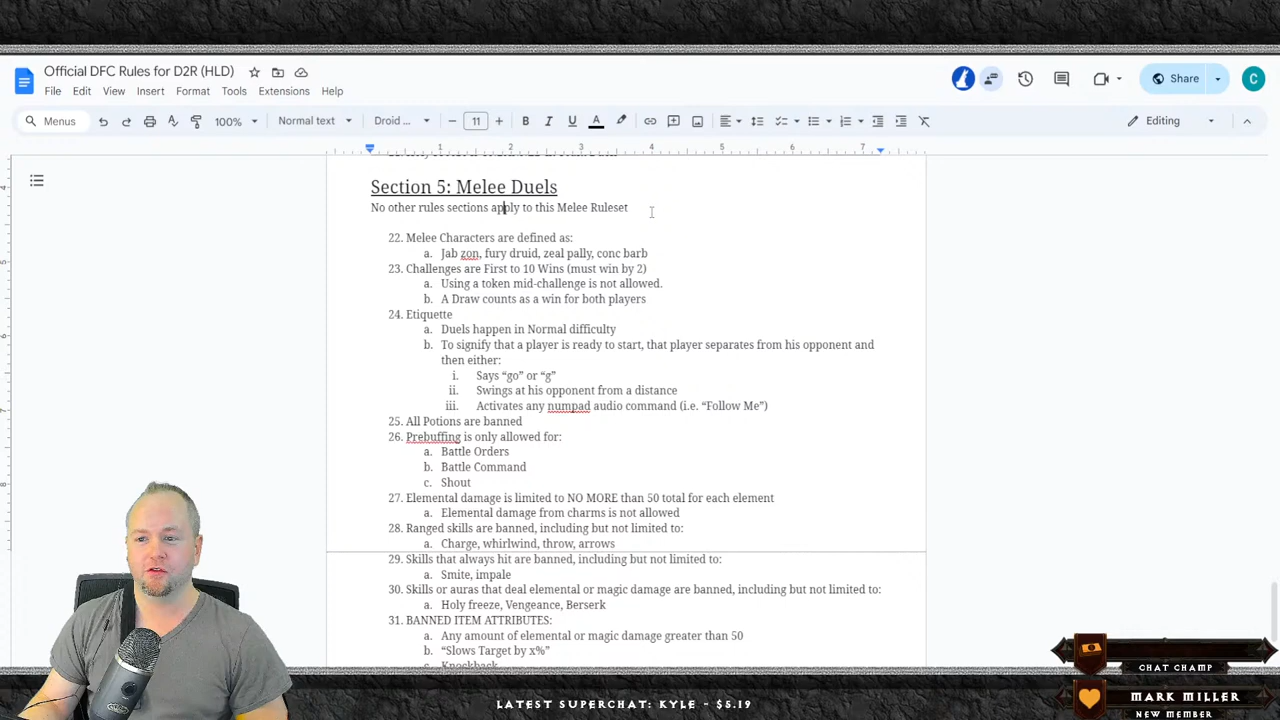 Official DFC Rules for D2R (HLD)
File Edit View Insert Format Tools Extensions Help
Share
C
Menus
100%
Normal text
Droid ...
11
Editing
1 2 3 4 5 6 7
Section 5: Melee Duels
No other rules sections apply to this Melee Ruleset
22. Melee Characters are defined as:
a. Jab zon, fury druid, zeal pally, conc barb
23. Challenges are First to 10 Wins (must win by 2)
a. Using a token mid-challenge is not allowed.
b. A Draw counts as a win for both players
24. Etiquette
a. Duels happen in Normal difficulty
b. To signify that a player is ready to start, that player separates from his opponent and
then either:
i. Says “go” or “g”
ii. Swings at his opponent from a distance
iii. Activates any numpad audio command (i.e. “Follow Me”)
25. All Potions are banned
26. Prebuffing is only allowed for:
a. Battle Orders
b. Battle Command
c. Shout
27. Elemental damage is limited to NO MORE than 50 total for each element
a. Elemental damage from charms is not allowed
28. Ranged skills are banned, including but not limited to:
a. Charge, whirlwind, throw, arrows
29. Skills that always hit are banned, including but not limited to:
a. Smite, impale
30. Skills or auras that deal elemental or magic damage are banned, including but not limited to:
a. Holy freeze, Vengeance, Berserk
31. BANNED ITEM ATTRIBUTES:
a. Any amount of elemental or magic damage greater than 50
b. “Slows Target by x%”
c. Knockback
CHAT CHAMP
MARK MILLER
NEW MEMBER
LATEST SUPERCHAT: KYLE - $5.19